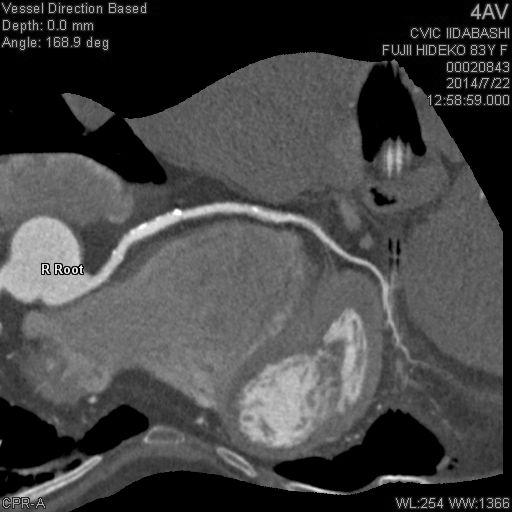 Vessel Direction Based
Depth: 0.0 mm
Angle: 168.9 deg
4AV
CVIC IIDABASHI
FUJII HIDEKO 83Y F
00020843
2014/7/22
12:58:59.000
R Root
CPR-A
WL:254 WW:1366